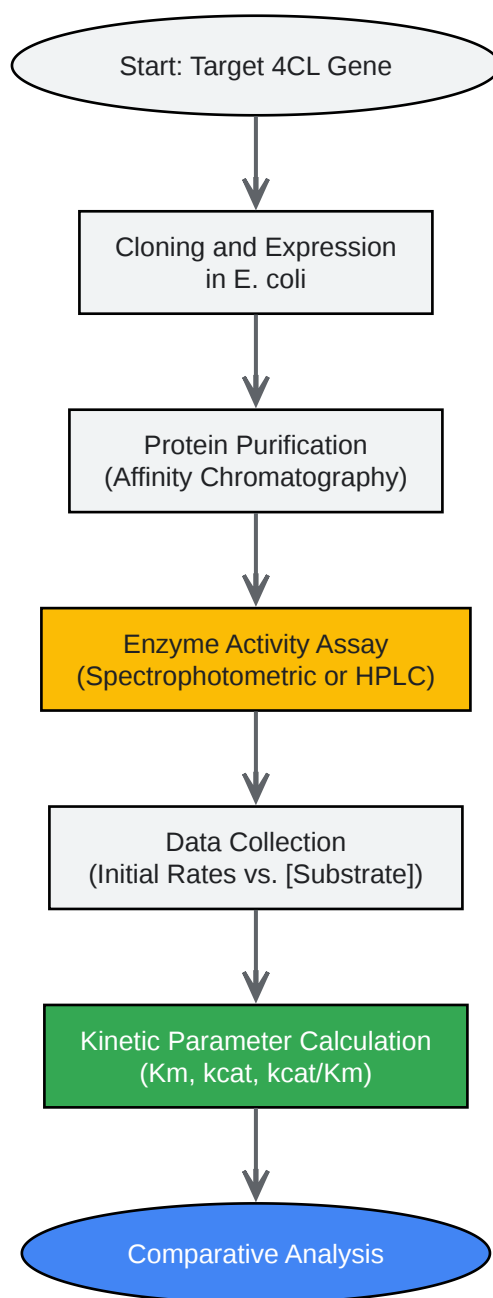 Start: Target 4CL Gene
Cloning and Expression
in E. coli
Protein Purification
(Affinity Chromatography)
Enzyme Activity Assay
(Spectrophotometric or HPLC)
Data Collection
(Initial Rates vs. [Substrate])
Kinetic Parameter Calculation
(Km, kcat, kcat/Km)
Comparative Analysis